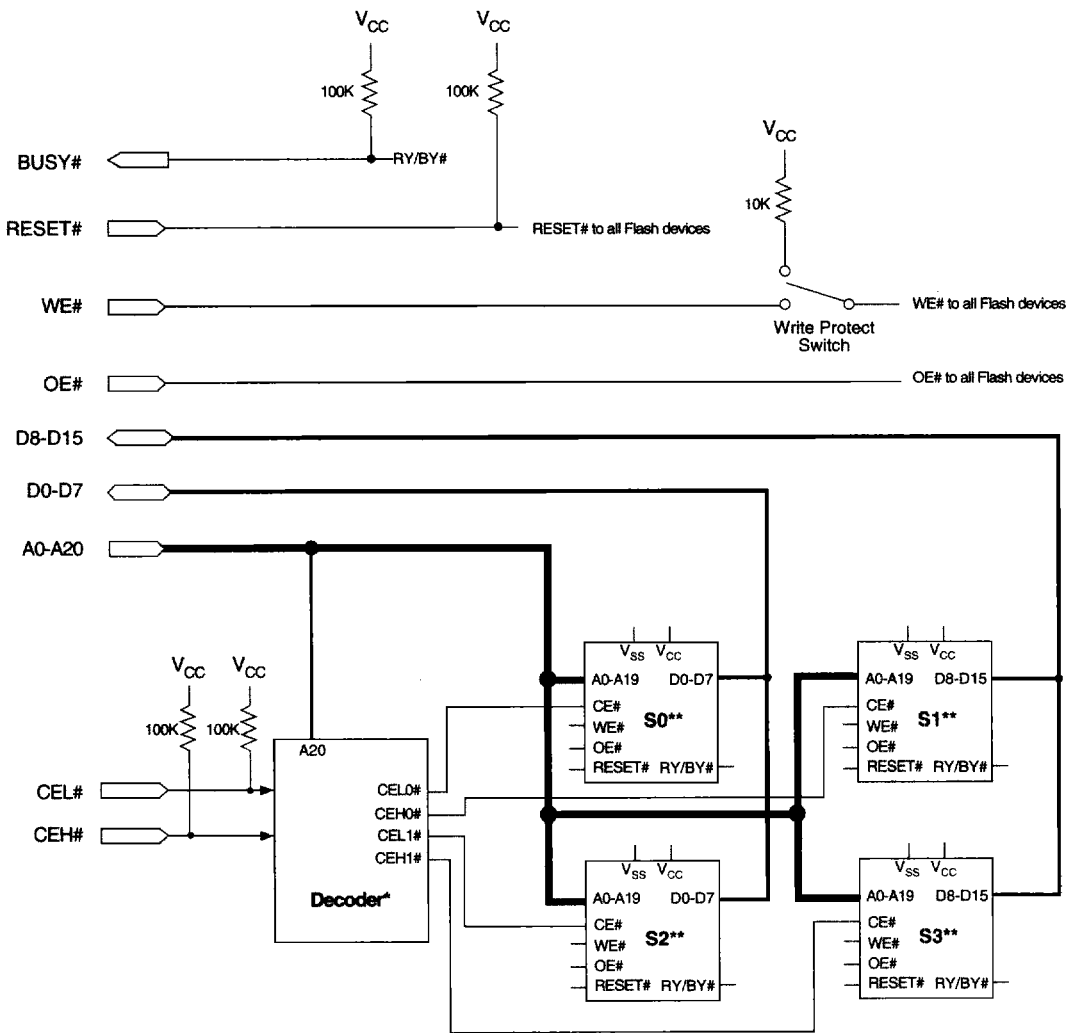 VCC
VCC
100K
100K
VCC
BUSY#
RY/BY#
10K
RESET#
RESET# to all Flash devices
WE#
WE# to all Flash devices
Write Protect
Switch
OE#
OE# to all Flash devices
D8-D15
D0-D7
A0-A20
VCC
VCC
100K
100K
A20
CEL#
CEH#
CEL0#
CEH0#
CEL1#
CEH1#
Decoder*
VSS
VCC
A0-A19
D0-D7
CE#
S0**
WE#
OE#
RESET#
RY/BY#
VSS
VCC
A0-A19
D8-D15
CE#
S1**
WE#
OE#
RESET#
RY/BY#
VSS
VCC
A0-A19
D0-D7
CE#
S2**
WE#
OE#
RESET#
RY/BY#
VSS
VCC
A0-A19
D8-D15
CE#
S3**
WE#
OE#
RESET#
RY/BY#